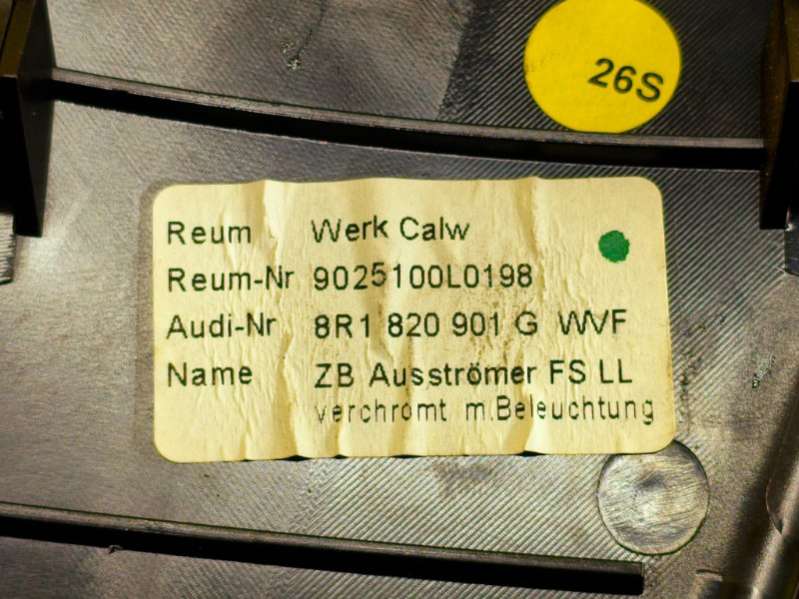 26S
Reum Werk Calw
Reum-Nr 9025100L0198
Audi-Nr 8R1 820 901 G WVF
Name ZB Ausströmer FS LL
verchromt m.Beleuchtung